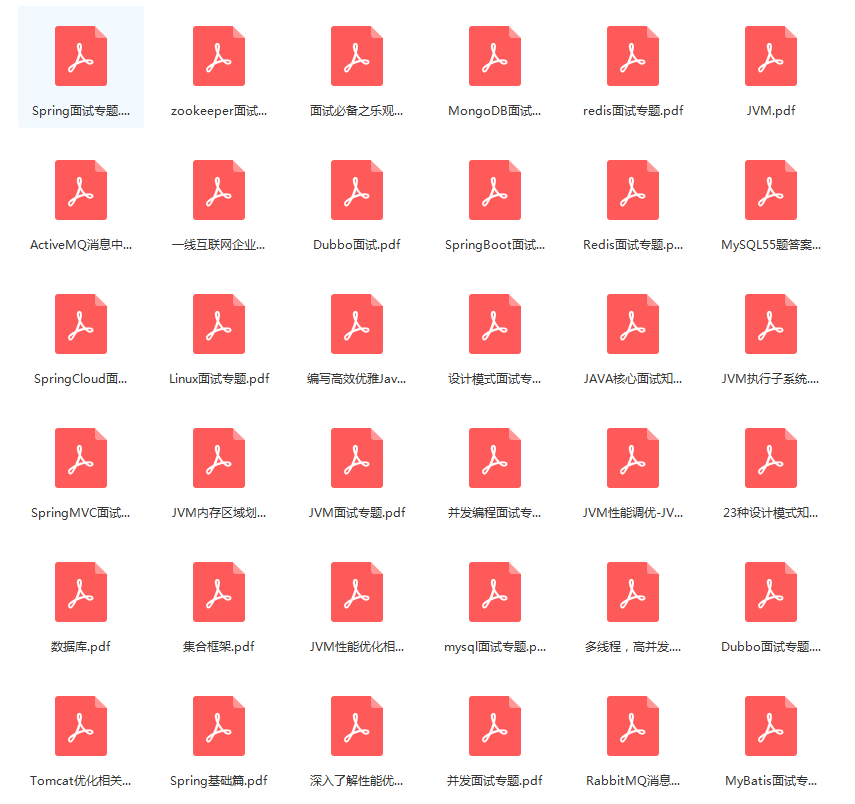 Spring面试专题....
zookeeper面试...
面试必备之乐观...
MongoDB面试...
redis面试专题.pdf
JVM.pdf
ActiveMQ消息中...
一线互联网企业...
Dubbo面试.pdf
SpringBoot面试...
Redis面试专题.p...
MySQL55题答案...
SpringCloud面...
Linux面试专题.pdf
编写高效优雅Jav...
设计模式面试专...
JAVA核心面试知...
JVM执行子系统....
SpringMVC面试...
JVM内存区域划...
JVM面试专题.pdf
并发编程面试专...
JVM性能调优-JV...
23种设计模式知...
数据库.pdf
集合框架.pdf
JVM性能优化相...
mysql面试专题.p...
多线程，高并发....
Dubbo面试专题....
Tomcat优化相关...
Spring基础篇.pdf
深入了解性能优...
并发面试专题.pdf
RabbitMQ消息...
MyBatis面试专...